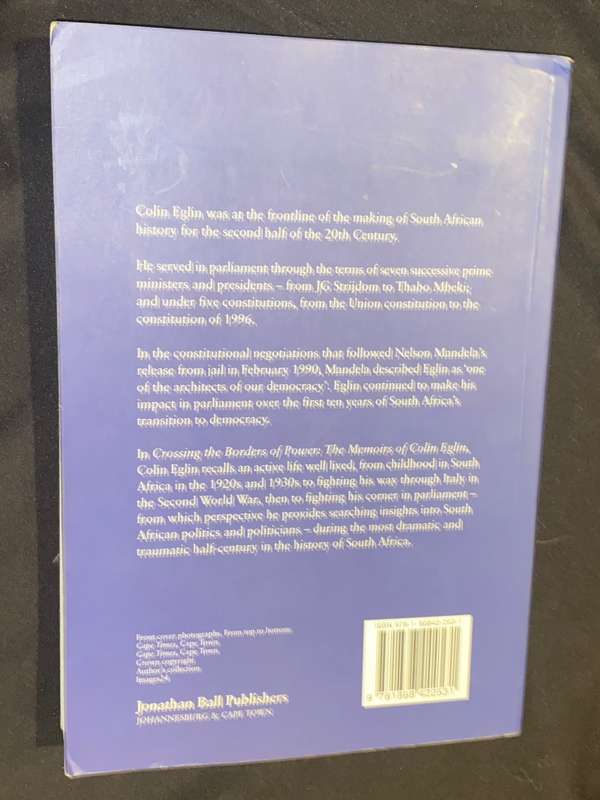 Colin Eglin was at the frontline of the making of South African
history for the second half of the 20th Century.
He served in parliament through the terms of seven successive prime
ministers and presidents – from JG Strijdom to Thabo Mbeki;
and under five constitutions, from the Union constitution to the
constitution of 1996.
In the constitutional negotiations that followed Nelson Mandela's
release from jail in February 1990, Mandela described Eglin as 'one
of the architects of our democracy'. Eglin continued to make his
impact in parliament over the first ten years of South Africa's
transition to democracy.
In Crossing the Borders of Power: The Memoirs of Colin Eglin,
Colin Eglin recalls an active life well lived, from childhood in South
Africa in the 1920s and 1930s to fighting his way through Italy in
the Second World War, then to fighting his corner in parliament –
from which perspective he provides searching insights into South
African politics and politicians – during the most dramatic and
traumatic half-century in the history of South Africa.
Front cover photographs. From top to bottom:
Cape Times, Cape Town.
Cape Times, Cape Town.
Crown copyright.
Author's collection.
Images24.
Jonathan Ball Publishers
JOHANNESBURG & CAPE TOWN
ISBN 978-1-86842-253-1
9 781868 422531